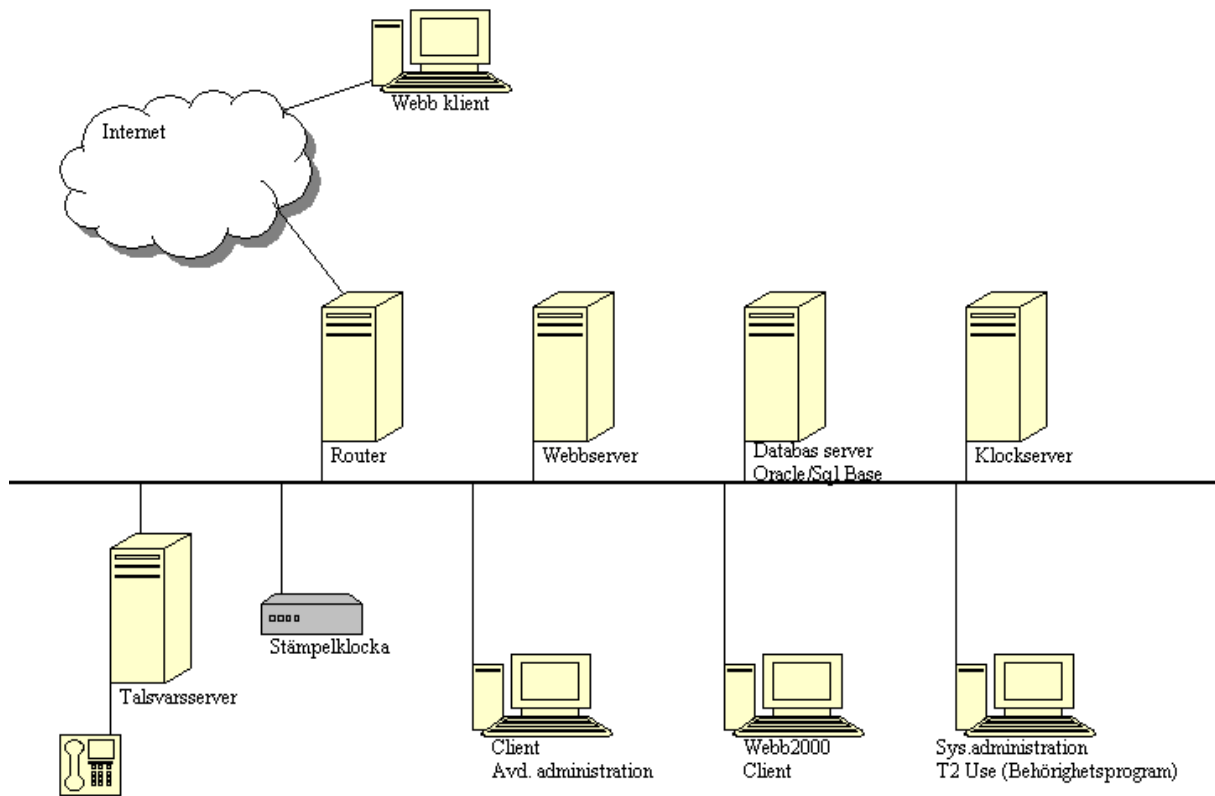 Webb klient
Internet
Router
Webbserver
Databas server
Oracle/Sql Base
Klockserver
Talsvarsserver
Stämpelklocka
Client
Avd. administration
Webb2000
Client
Sys.administration
T2 Use (Behörighetsprogram)